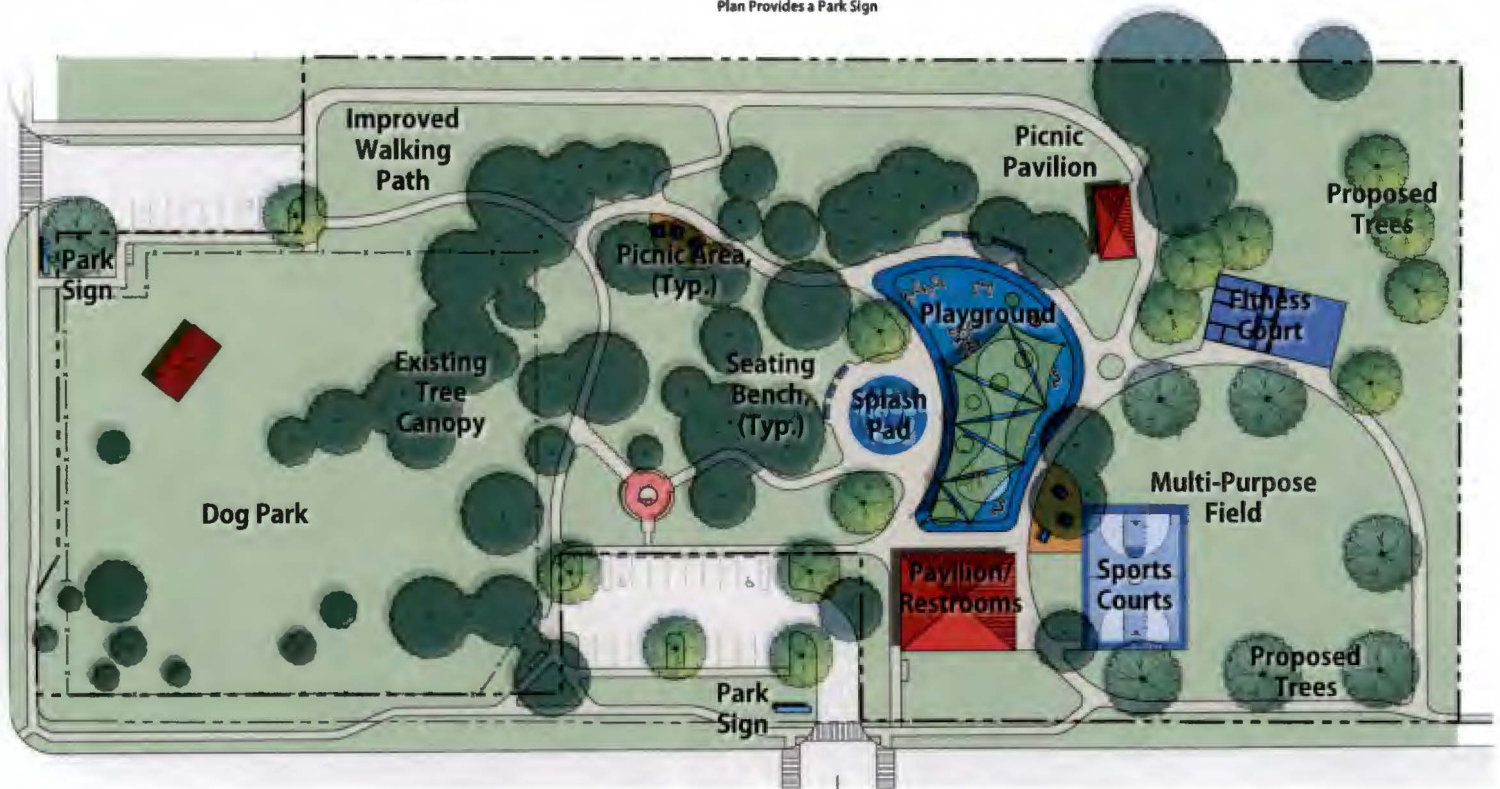 Plan Provides a Park Sign
Improved
Walking
Path
Picnic
Pavilion
Proposed
Trees
Park
Sign
Picnic Area,
(Typ.)
Playground
Fitness
Court
Existing
Tree
Canopy
Seating
Bench,
(Typ.)
Splash
Pad
Dog Park
Multi-Purpose
Field
Pavilion/
Restrooms
Sports
Courts
Proposed
Trees
Park
Sign